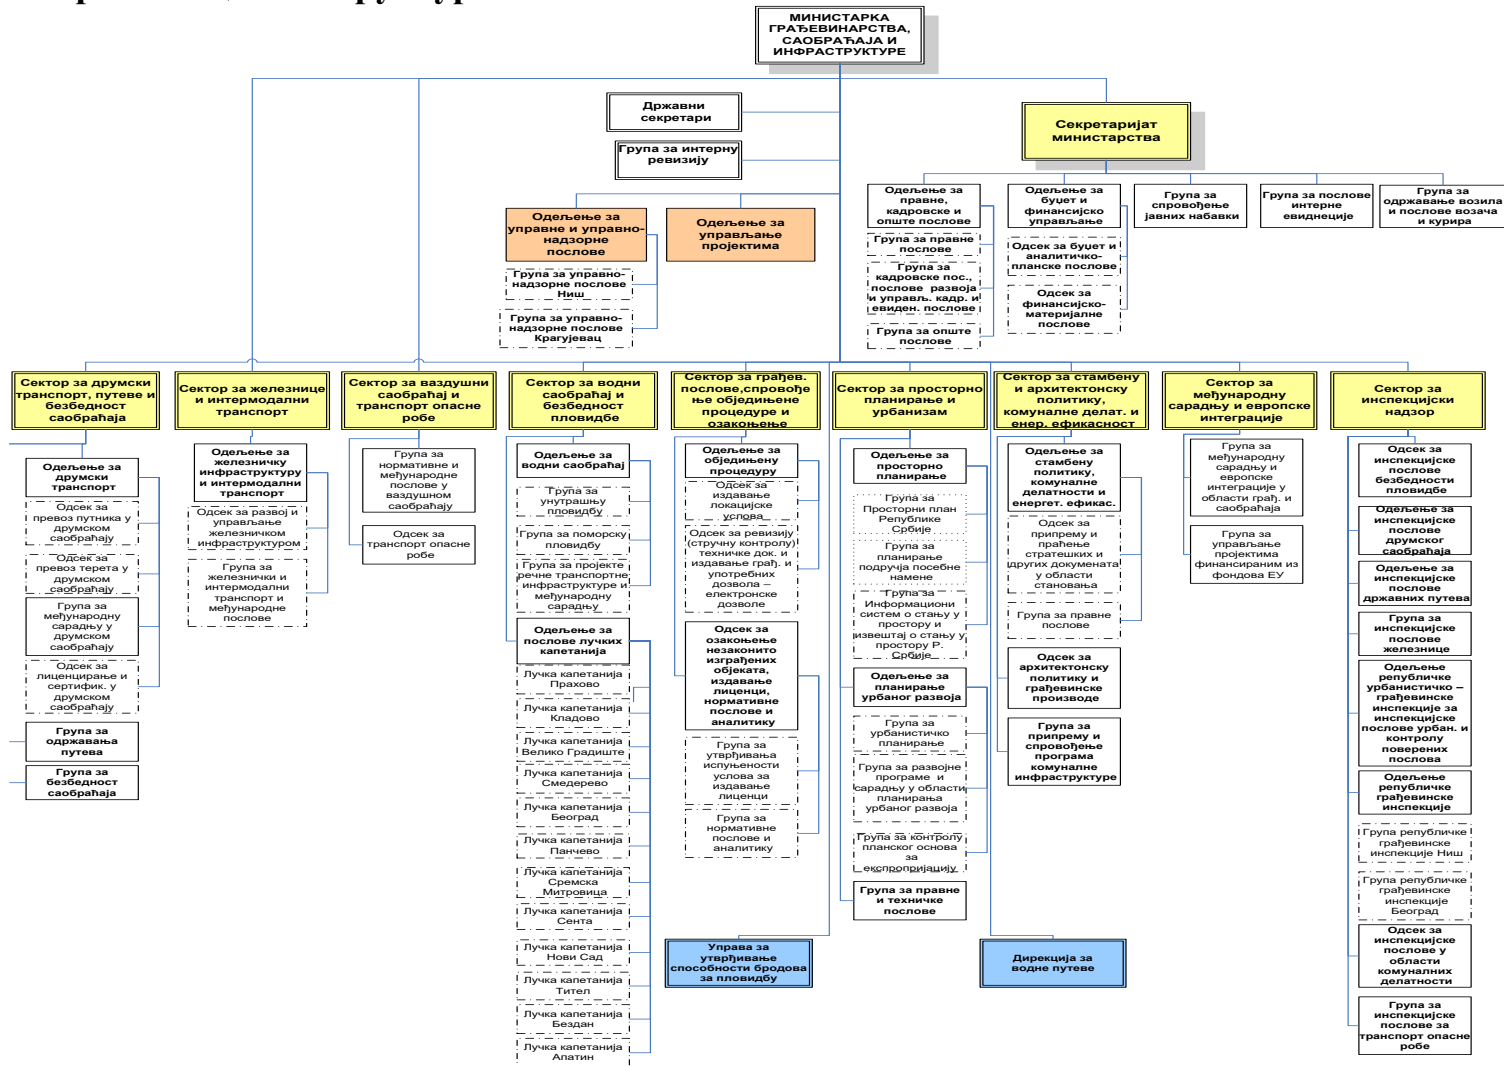 МИНИСТАРКА
ГРАЂЕВИНАРСТВА,
САОБРАЋАЈА И
ИНФРАСТРУКТУРЕ
Државни
секретари
Група за интерну
ревизију
Секретаријат
министарства
Одељење за
управне и управно-
надзорне
послове
Одељење за
управљање
пројектима
Група за управно-
надзорне послове
Ниш
Група за управно-
надзорне послове
Крагујевац
Одељење за
правне,
кадровске и
опште послове
Група за правне
послове
Група за
кадровске пос.,
послове развоја
и управљ. кадр. и
евиден. послове
Група за опште
послове
Одељење за
буџет и
финансијско
управљање
Одсек за буџет и
аналитичко-
планске послове
Одсек за
финансијско-
материјалне
послове
Група за
спровођење
јавних набавки
Група за послове
интерне
евиднеције
Група за
одржавање возила
и послове возача
и курира
Сектор за друмски
транспорт, путеве и
безбедност
саобраћаја
Одељење за
друмски
транспорт
Одсек за
превоз путника у
друмском
саобраћају
Одсек за
превоз терета у
друмском
саобраћају
Група за
међународну
сарадњу у
друмском
саобраћају
Одсек за
лиценцирање и
сертифик. у
друмском
саобраћају
Група за
одржавања
путева
Група за
безбедност
саобраћаја
Сектор за железнице
и интермодални
транспорт
Одељење за
железничку
инфраструктуру
и интермодални
транспорт
Одсек за развој и
управљање
железничком
инфраструктуром
Група за
железнички и
интермодални
транспорт и
међународне
послове
Сектор за ваздушни
саобраћај и
транспорт опасне
робе
Група за
нормативне и
међународне
послове у
ваздушном
саобраћају
Одсек за
транспорт опасне
робе
Сектор за водни
саобраћај и
безбедност
пловидбе
Одељење за
водни саобраћај
Група за
унутрашњу
пловидбу
Група за поморску
пловидбу
Група за пројекте
речне транспортне
инфраструктуре и
међународну
сарадњу
Одељење за
послове лучких
капетанија
Лучка капетанија
Прахово
Лучка капетанија
Кладово
Лучка капетанија
Велико Градиште
Лучка капетанија
Смедерево
Лучка капетанија
Београд
Лучка капетанија
Панчево
Лучка капетанија
Сремска
Митровица
Лучка капетанија
Сента
Лучка капетанија
Нови Сад
Лучка капетанија
Тител
Лучка капетанија
Бездан
Лучка капетанија
Апатин
Сектор за грађев.
послове,спровође
ње обједињене
процедуре и
озакоњење
Одељење за
обједињену
процедуру
Одсек за
издавање
локацијске
услова
Одсек за ревизију
(стручну контролу)
техничке док. и
издавање грађ. и
употребних
дозвола –
електронске
дозволе
Одсек за
озакоњење
незаконито
изграђених
објеката,
издавање
лиценци,
нормативне
послове и
аналитику
Група за
утврђивања
испуњености
услова за
издавање
лиценци
Група за
нормативне
послове и
аналитику
Сектор за просторно
планирање и
урбанизам
Одељење за
просторно
планирање
Група за
Просторни план
Републике
Србије
Група за
планирање
подручја посебне
намене
Група за
Информациони
систем о стању у
простору и
извештај о стању у
простору Р.
Србије
Одељење за
планирање
урбаног развоја
Група за
урбанистичко
планирање
Група за развојне
програме и
сарадњу у области
планирања
урбаног развоја
Група за контролу
планског основа
за
експропријацију
Група за правне
и техничке
послове
Сектор за стамбену
и архитектонску
политику,
комуналне делат. и
енер. ефикасност
Одељење за
стамбену
политику,
комуналне
делатности и
енергет. ефикас.
Одсек за
припрему и
праћење
стратешких и
других докумената
у области
становања
Група за правне
послове
Одсек за
архитектонску
политику и
грађевинске
производе
Група за
припрему и
спровођење
програма
комуналне
инфраструктуре
Сектор за
међународну
сарадњу и европске
интеграције
Група за
међународну
сарадњу и
европске
интеграције у
области грађ. и
саобраћаја
Група за
управљање
пројектима
финансираним из
фондова ЕУ
Сектор за
инспекцијски
надзор
Одсек за
инспекцијске
послове
безбедности
пловидбе
Одељење за
инспекцијске
послове
друмског
саобраћаја
Одељење за
инспекцијске
послове
државних путева
Група за
инспекцијске
послове
железнице
Одељење
републичке
урбанистичко –
грађевинске
инспекције за
инспекцијске
послове урбан. и
контролу
поверених
послова
Одељење
републичке
грађевинске
инспекције
Група републичке
грађевинске
инспекције Ниш
Група републичке
грађевинске
инспекције
Београд
Одсек за
инспекцијске
послове у
области
комуналних
делатности
Група за
инспекцијске
послове за
транспорт опасне
робе
Управа за
утврђивање
способности бродова
за пловидбу
Дирекција за
водне путеве